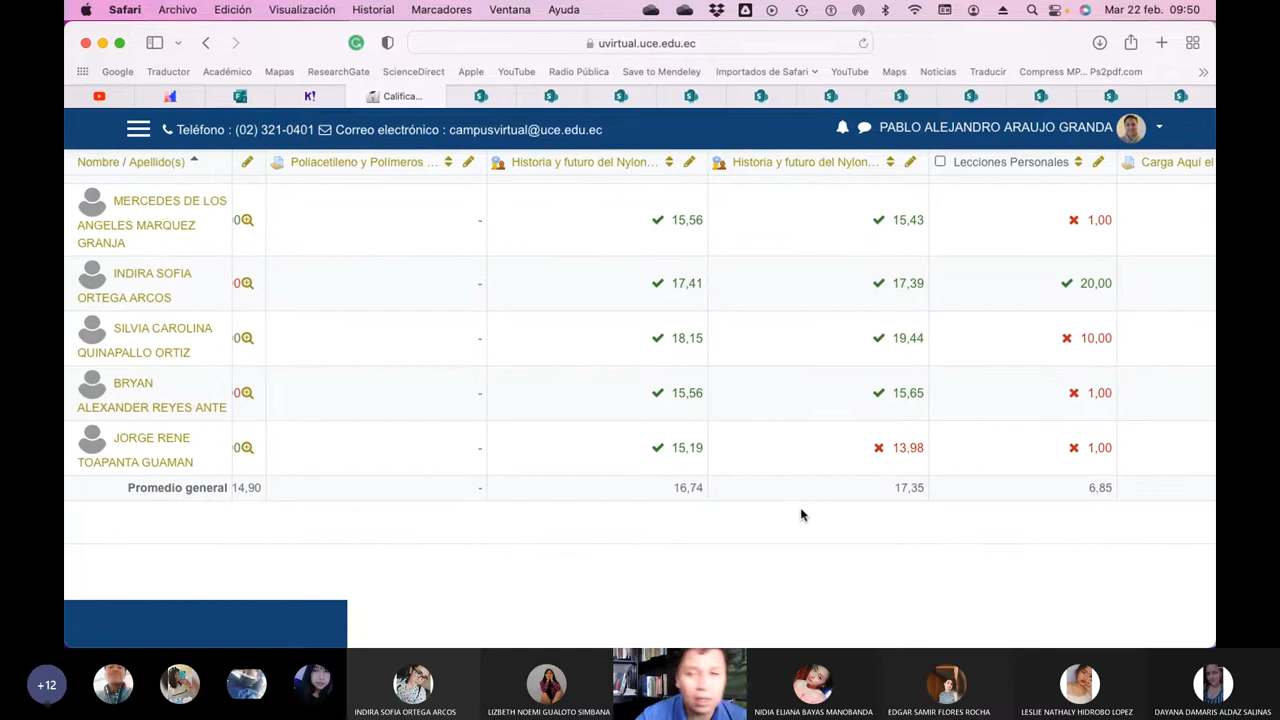 Safari Archivo Edición Visualización Historial Marcadores Ventana Ayuda Mar 22 feb. 09:50
uvirtual.uce.edu.ec
Google Traductor Académico Mapas ResearchGate ScienceDirect Apple YouTube Radio Pública Save to Mendeley Importados de Safari YouTube Maps Noticias Traducir Compress MP... Ps2pdf.com
Califica...
Teléfono : (02) 321-0401 Correo electrónico : campusvirtual@uce.edu.ec PABLO ALEJANDRO ARAUJO GRANDA
Nombre / Apellido(s) Poliacetileno y Polímeros ... Historia y futuro del Nylon... Historia y futuro del Nylon... Lecciones Personales Carga Aquí el
MERCEDES DE LOS
ANGELES MARQUEZ
GRANJA
0 - 15,56 15,43 1,00
INDIRA SOFIA
ORTEGA ARCOS
0 - 17,41 17,39 20,00
SILVIA CAROLINA
QUINAPALLO ORTIZ
0 - 18,15 19,44 10,00
BRYAN
ALEXANDER REYES ANTE
0 - 15,56 15,65 1,00
JORGE RENE
TOAPANTA GUAMAN
0 - 15,19 13,98 1,00
Promedio general 14,90 - 16,74 17,35 6,85
+12
INDIRA SOFIA ORTEGA ARCOS LIZBETH NOEMI GUALOTO SIMBANA NIDIA ELIANA BAYAS MANOBANDA EDGAR SAMIR FLORES ROCHA LESLIE NATHALY HIDROBO LOPEZ DAYANA DAMARIS ALDAZ SALINAS